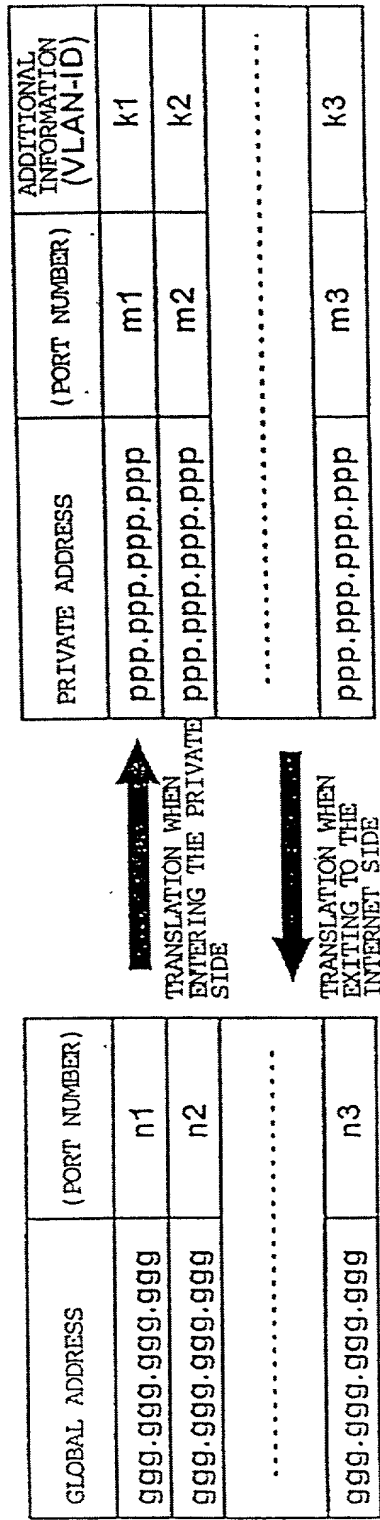 GLOBAL ADDRESS (PORT NUMBER)
ggg.ggg.ggg.ggg n1
ggg.ggg.ggg.ggg n2
ggg.ggg.ggg.ggg n3
TRANSLATION WHEN
ENTERING THE PRIVATE
SIDE
TRANSLATION WHEN
EXITING TO THE
INTERNET SIDE
PRIVATE ADDRESS (PORT NUMBER) ADDITIONAL
INFORMATION
(VLAN-ID)
ppp.ppp.ppp.ppp m1 k1
ppp.ppp.ppp.ppp m2 k2
ppp.ppp.ppp.ppp m3 k3